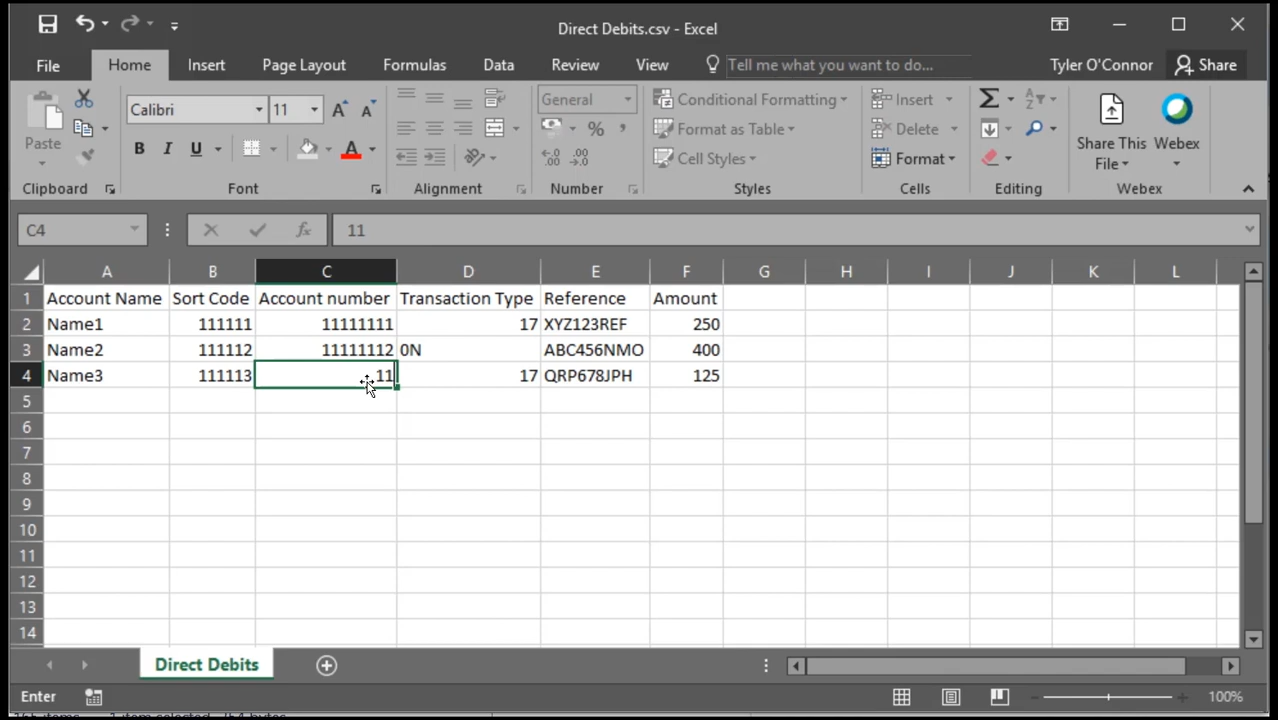 Direct Debits.csv - Excel
File Home Insert Page Layout Formulas Data Review View Tell me what you want to do... Tyler O'Connor Share
Paste
Calibri 11
B I U A
General
%
Conditional Formatting
Format as Table
Cell Styles
Insert
Delete
Format
Share This File
Webex
Clipboard Font Alignment Number Styles Cells Editing Webex
C4 fx 11
A B C D E F G H I J K L
1 Account Name Sort Code Account number Transaction Type Reference Amount
2 Name1 111111 11111111 17 XYZ123REF 250
3 Name2 111112 11111112 0N ABC456NMO 400
4 Name3 111113 11 17 QRP678JPH 125
5
6
7
8
9
10
11
12
13
14
Direct Debits
Enter 100%